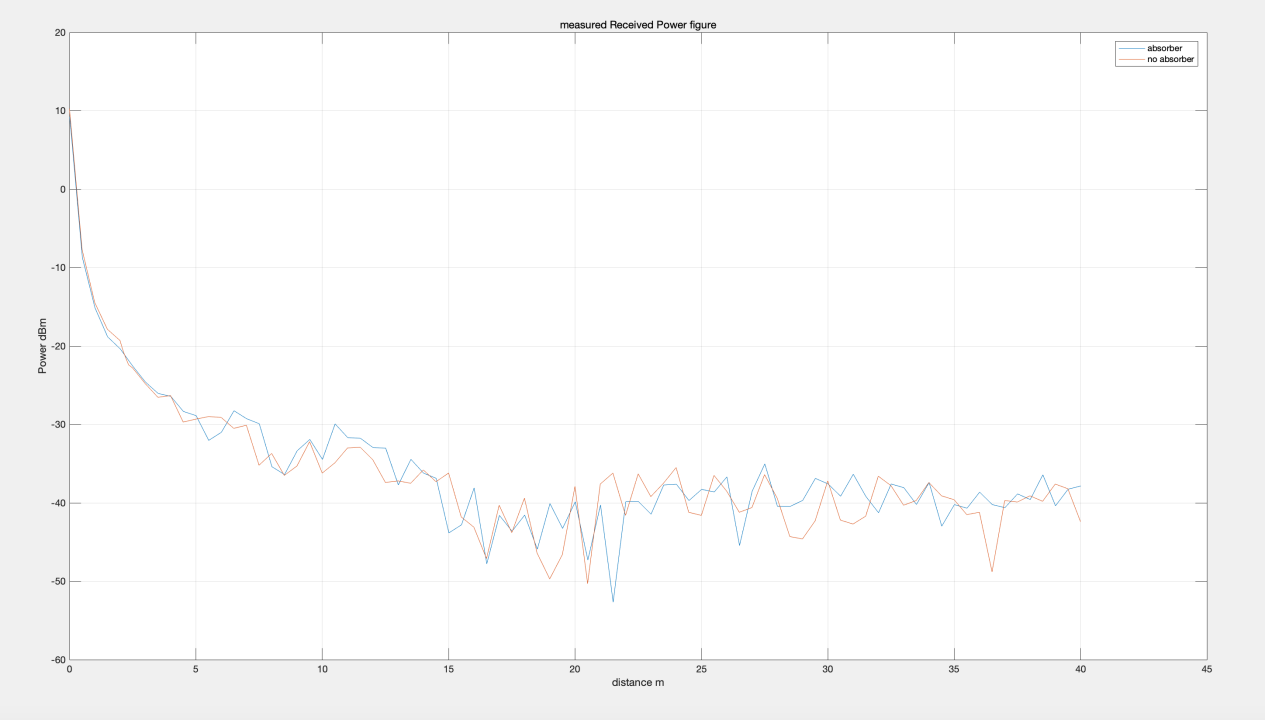 measured Received Power figure
absorber
no absorber
Power dBm
20
10
0
-10
-20
-30
-40
-50
-60
0 5 10 15 20 25 30 35 40 45
distance m